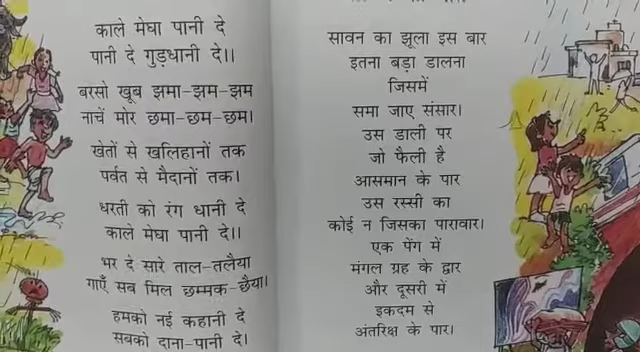 काले मेघा पानी दे
पानी दे गुड़धानी दे।।
बरसो खूब झमा-झम-झम
नाचें मोर छमा-छम-छम।
खेतों से खलिहानों तक
पर्वत से मैदानों तक।
धरती को रंग धानी दे
काले मेघा पानी दे।।
भर दे सारे ताल-तलैया
गाएँ सब मिल छम्मक-छैया।
हमको नई कहानी दे
सबको दाना-पानी दे।
सावन का झूला इस बार
इतना बड़ा डालना
जिसमें
समा जाए संसार।
उस डाली पर
जो फैली है
आसमान के पार
उस रस्सी का
कोई न जिसका पारावार।
एक पेंग में
मंगल ग्रह के द्वार
और दूसरी में
इकदम से
अंतरिक्ष के पार।